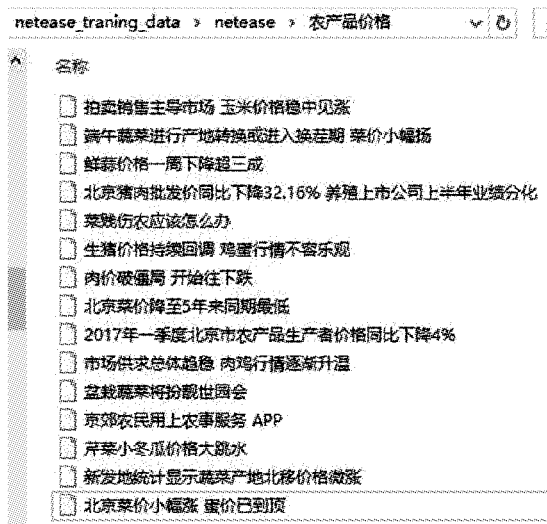 netease_traning_data › netease › 农产品价格
名称
拍卖销售主导市场 玉米价格稳中见涨
端午蔬菜进行产地转换或进入换茬期 菜价小幅扬
鲜蒜价格一周下降超三成
北京猪肉批发价同比下降32.16% 养殖上市公司上半年业绩分化
菜贱伤农应该怎么办
生猪价格持续回调 鸡蛋行情不容乐观
肉价破僵局 开始往下跌
北京菜价降至5年来同期最低
2017年一季度北京市农产品生产者价格同比下降4%
市场供求总体趋稳 肉鸡行情逐渐升温
盆栽蔬菜将扮靓世园会
京郊农民用上农事服务 APP
芹菜小冬瓜价格大跳水
新发地统计显示蔬菜产地北移价格微涨
北京菜价小幅涨 蛋价已到顶